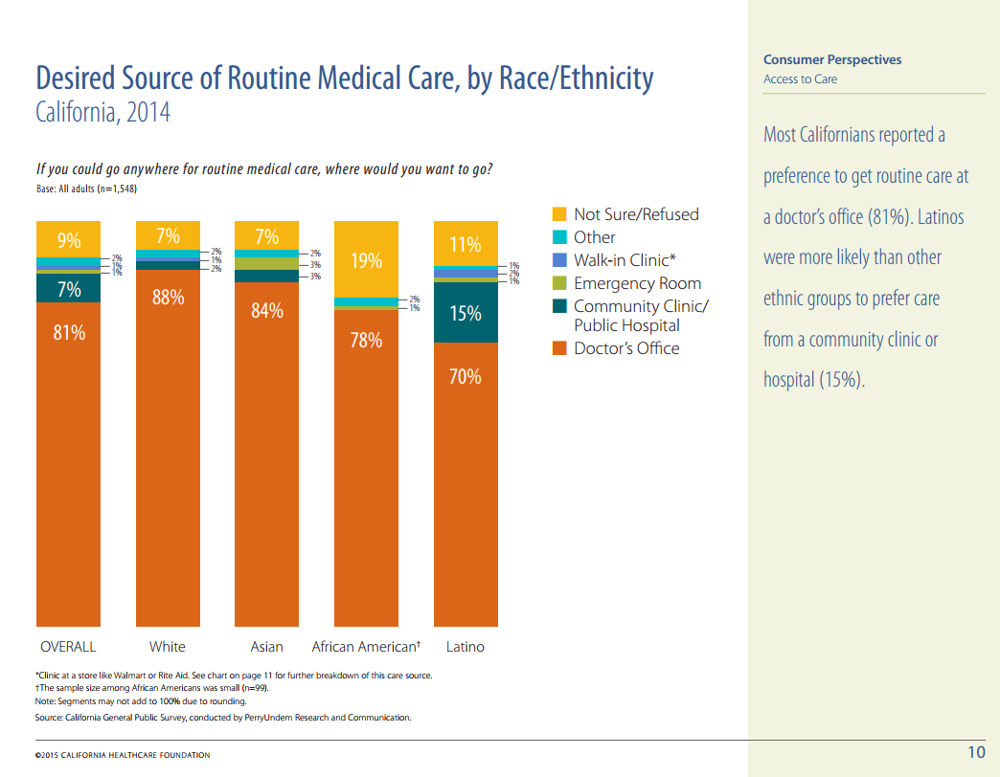 Desired Source of Routine Medical Care, by Race/Ethnicity
California, 2014
If you could go anywhere for routine medical care, where would you want to go?
Base: All adults (n=1,548)
9%
2%
1%
1%
7%
81%
7%
2%
1%
2%
88%
7%
2%
3%
3%
84%
19%
2%
1%
78%
11%
1%
2%
1%
15%
70%
Not Sure/Refused
Other
Walk-in Clinic*
Emergency Room
Community Clinic/
Public Hospital
Doctor’s Office
OVERALL
White
Asian
African American†
Latino
*Clinic at a store like Walmart or Rite Aid. See chart on page 11 for further breakdown of this care source.
†The sample size among African Americans was small (n=99).
Note: Segments may not add to 100% due to rounding.
Source: California General Public Survey, conducted by PerryUndem Research and Communication.
©2015 CALIFORNIA HEALTHCARE FOUNDATION
Consumer Perspectives
Access to Care
Most Californians reported a
preference to get routine care at
a doctor’s office (81%). Latinos
were more likely than other
ethnic groups to prefer care
from a community clinic or
hospital (15%).
10